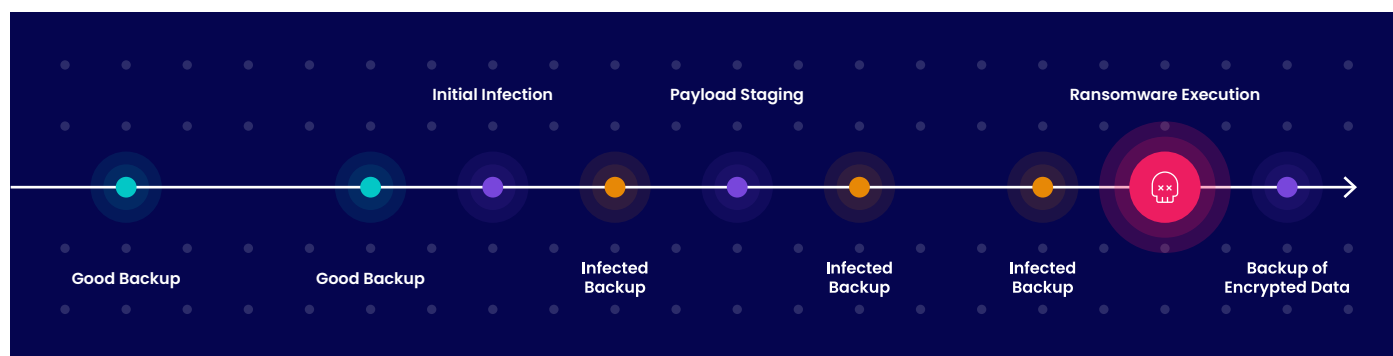 Initial Infection
Payload Staging
Ransomware Execution
Good Backup
Good Backup
Infected
Backup
Infected
Backup
Infected
Backup
Backup of
Encrypted Data